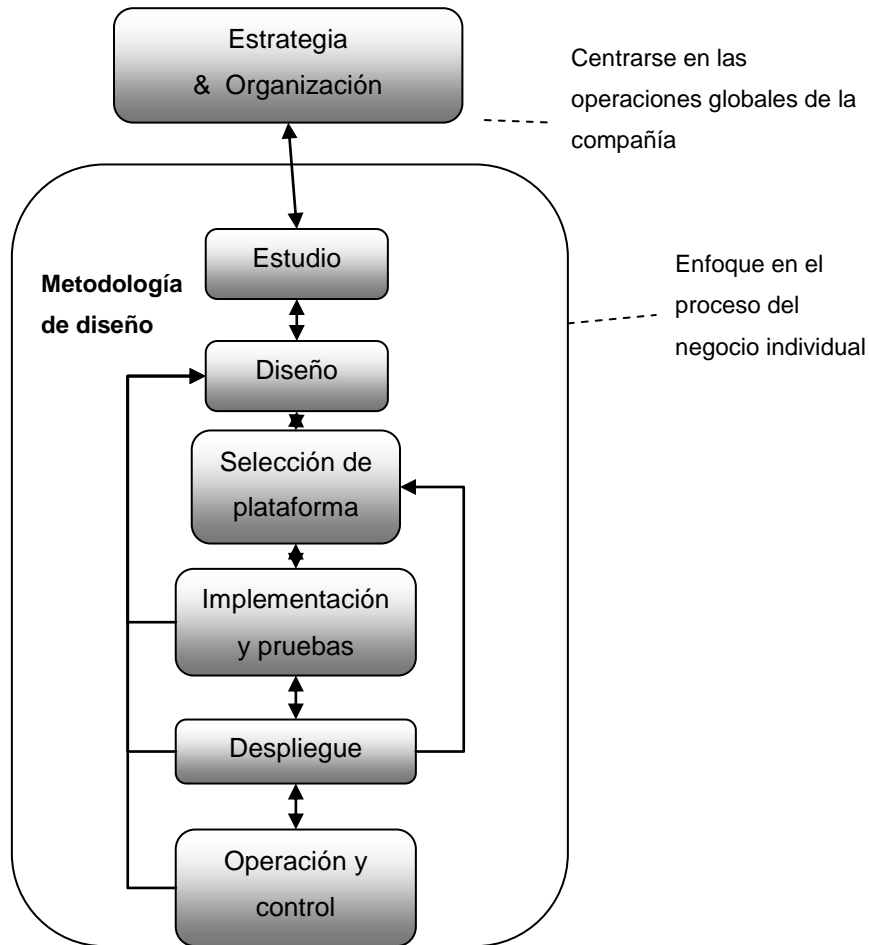 Estrategia
& Organización
Centrarse en las
operaciones globales de la
compañía
Estudio
Metodología
de diseño
Enfoque en el
proceso del
negocio individual
Diseño
Selección de
plataforma
Implementación
y pruebas
Despliegue
Operación y
control